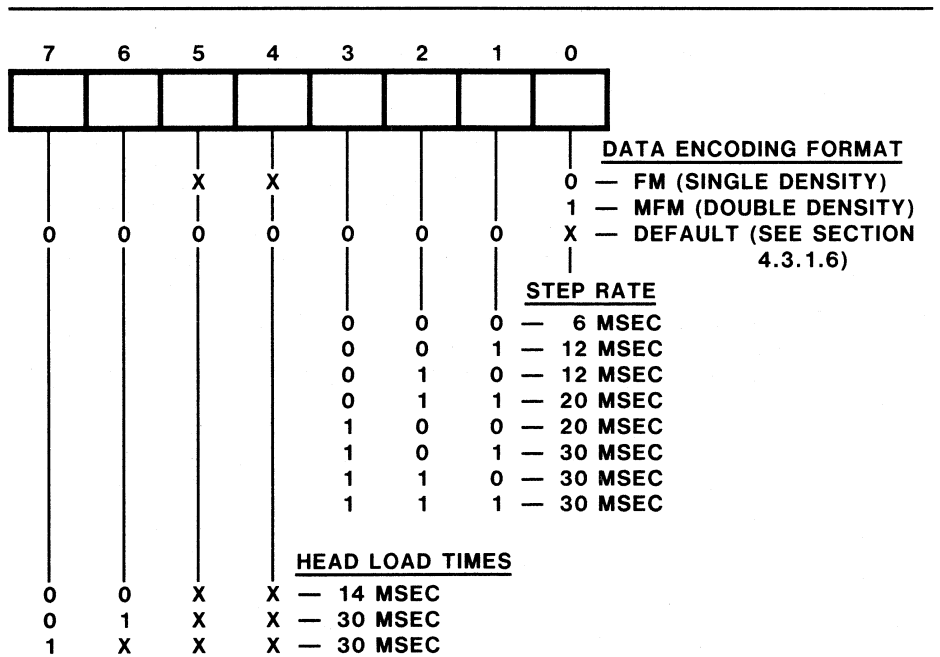 7 6 5 4 3 2 1 0
DATA ENCODING FORMAT
X X 0 — FM (SINGLE DENSITY)
1 — MFM (DOUBLE DENSITY)
0 0 0 0 0 0 0 X — DEFAULT (SEE SECTION
4.3.1.6)
STEP RATE
0 0 0 — 6 MSEC
0 0 1 — 12 MSEC
0 1 0 — 12 MSEC
0 1 1 — 20 MSEC
1 0 0 — 20 MSEC
1 0 1 — 30 MSEC
1 1 0 — 30 MSEC
1 1 1 — 30 MSEC
HEAD LOAD TIMES
0 0 X X — 14 MSEC
0 1 X X — 30 MSEC
1 X X X — 30 MSEC